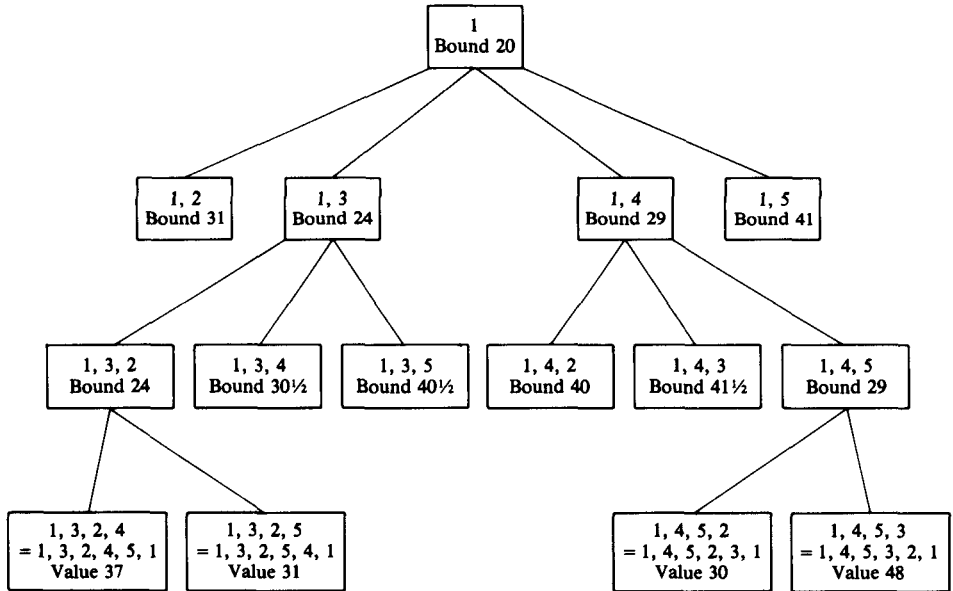 1
Bound 20
1, 2
Bound 31
1, 3
Bound 24
1, 4
Bound 29
1, 5
Bound 41
1, 3, 2
Bound 24
1, 3, 4
Bound 30½
1, 3, 5
Bound 40½
1, 4, 2
Bound 40
1, 4, 3
Bound 41½
1, 4, 5
Bound 29
1, 3, 2, 4
= 1, 3, 2, 4, 5, 1
Value 37
1, 3, 2, 5
= 1, 3, 2, 5, 4, 1
Value 31
1, 4, 5, 2
= 1, 4, 5, 2, 3, 1
Value 30
1, 4, 5, 3
= 1, 4, 5, 3, 2, 1
Value 48